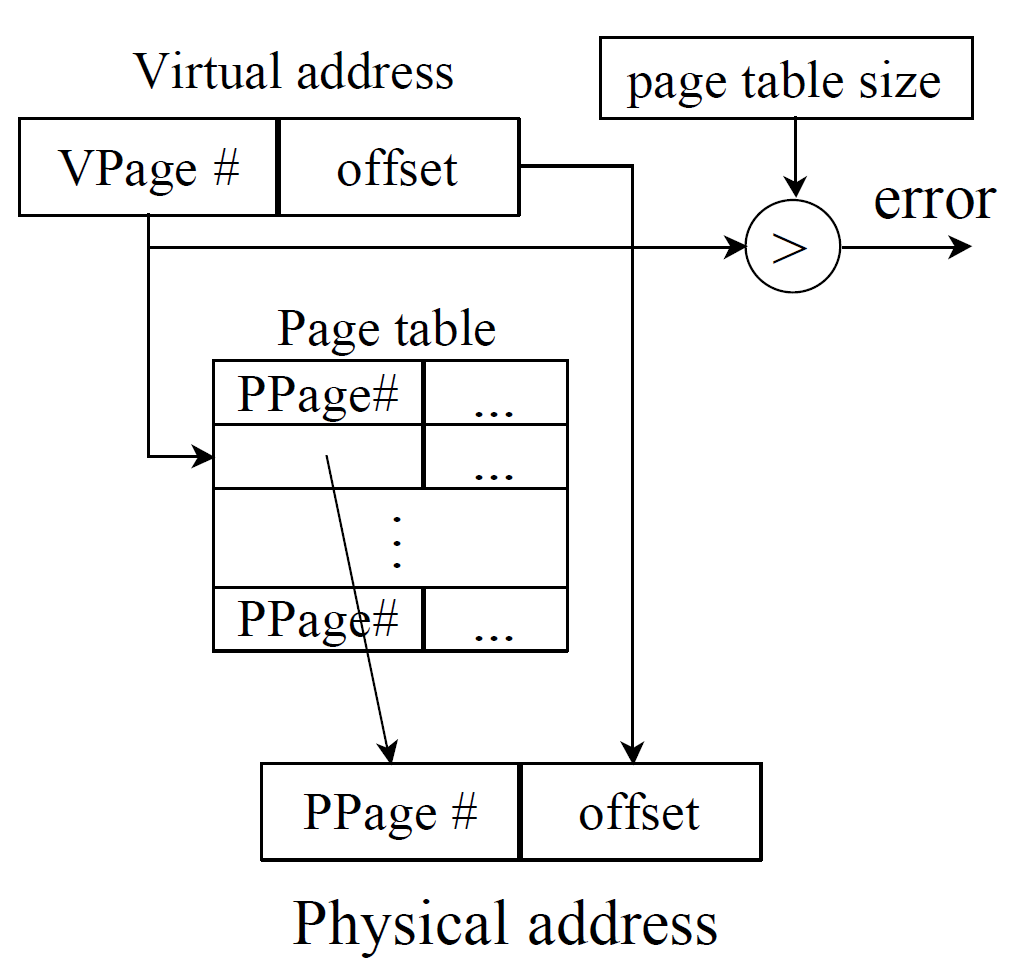 Virtual address
page table size
VPage #
offset
error
>
Page table
PPage#
...
...
⋮
PPage#
...
PPage #
offset
Physical address